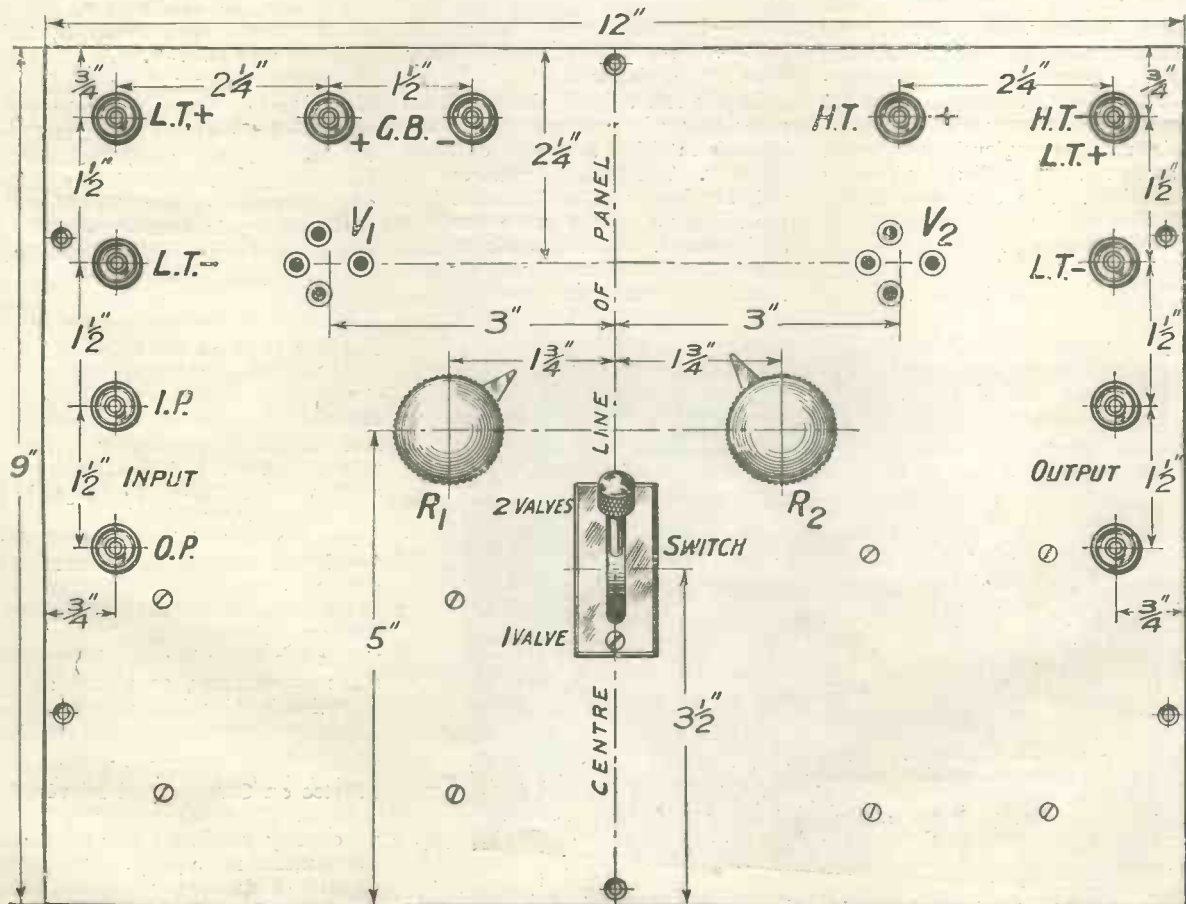 12"
3/4" 2 1/4" 1 1/2" 2 1/4" 3/4"
L.T.+ + G.B. - H.T. + H.T.-
L.T.+
1 1/2" 2 1/4" 1 1/2"
V1 V2
L.T.- L.T.-
3" 3"
1 1/2" 1 3/4" 1 3/4" 1 1/2"
I.P.
9"
1 1/2" INPUT OUTPUT 1 1/2"
R1 2 VALVES R2
O.P. SWITCH
3/4" 5" 1 VALVE 3/4"
3 1/2"
CENTRE LINE OF PANEL